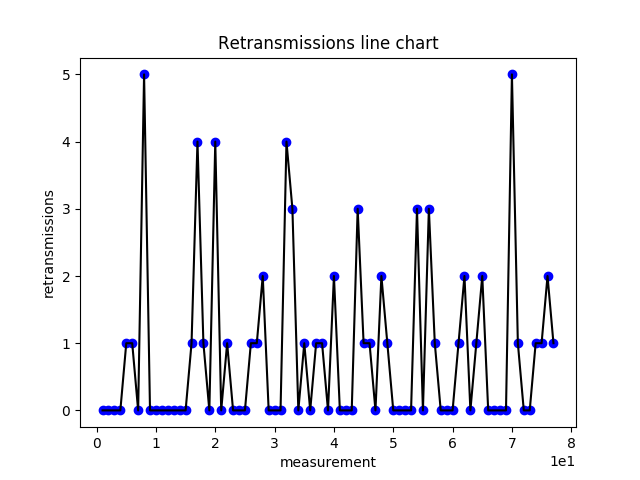 Retransmissions line chart
5
4
3
2
1
0
retransmissions
0 1 2 3 4 5 6 7 8
1e1
measurement